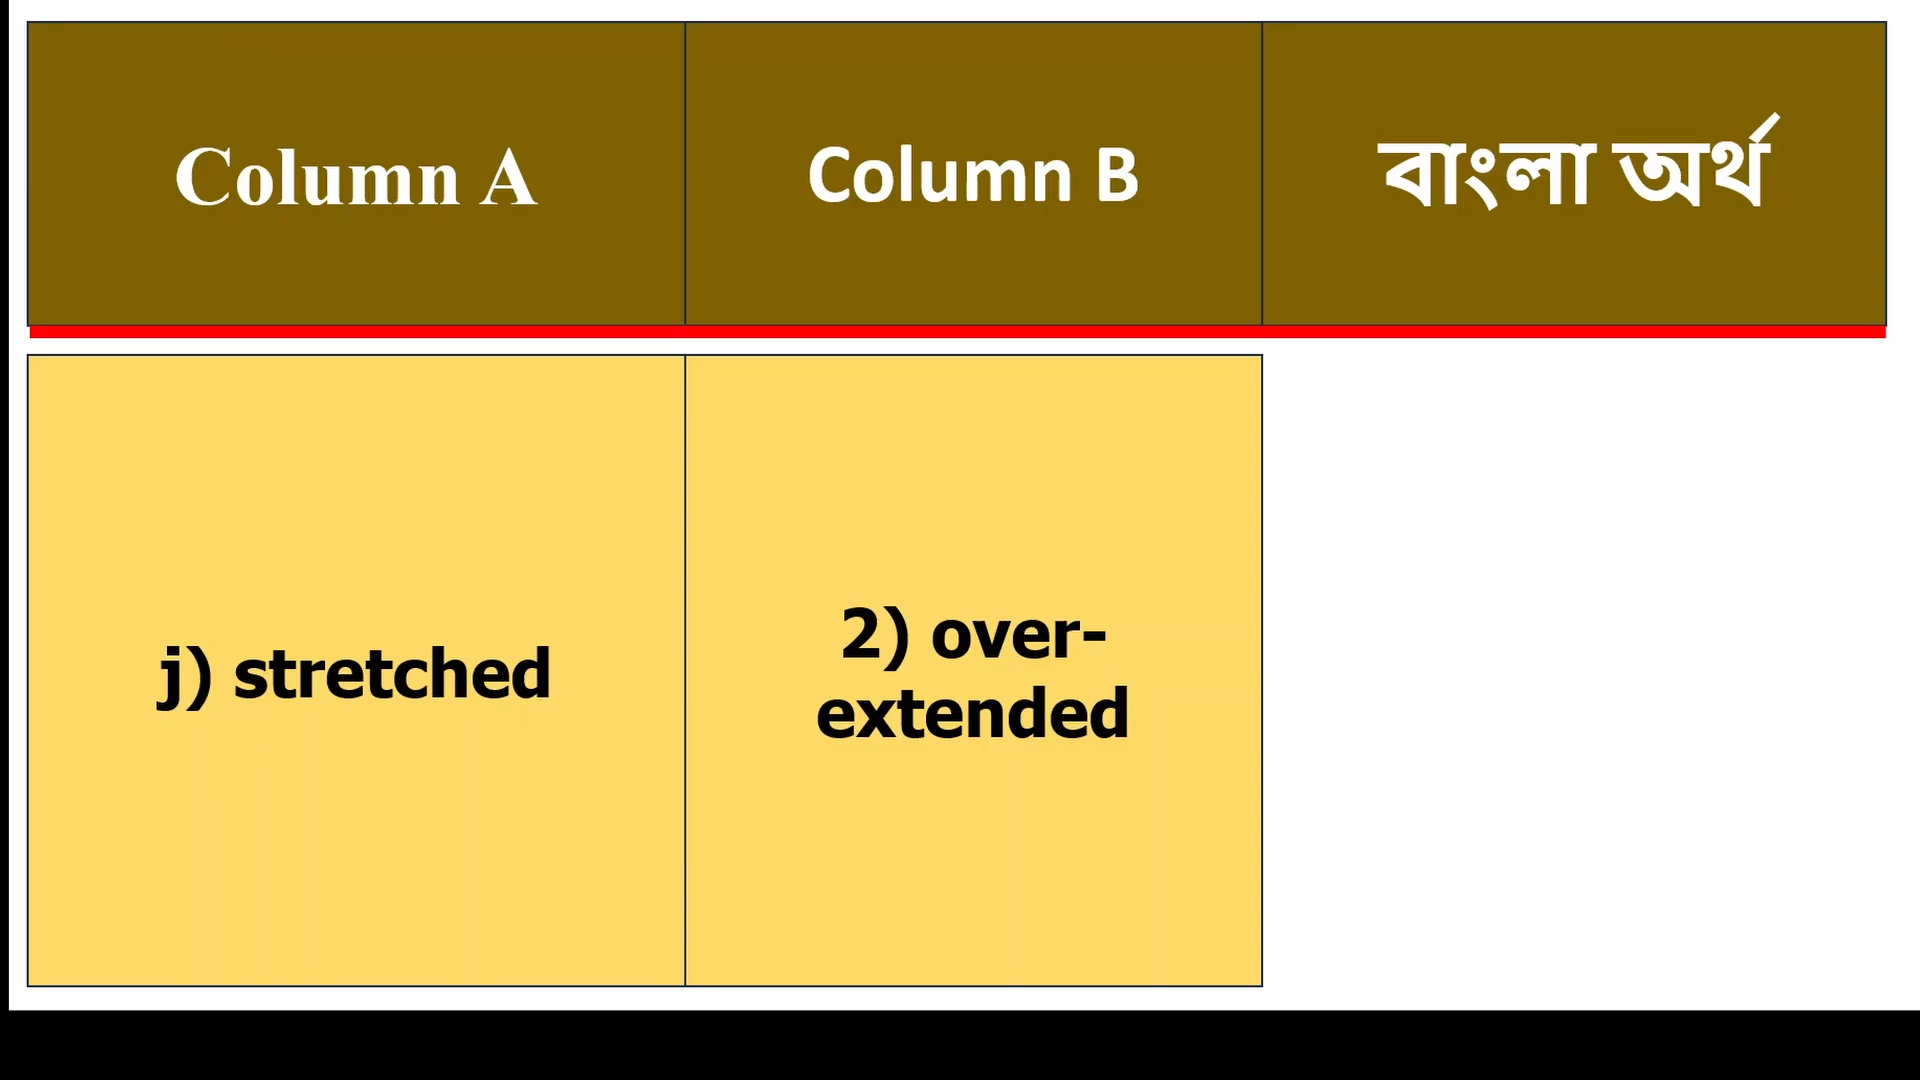 Column A
Column B
বাংলা অর্থ
j) stretched
2) over-
extended